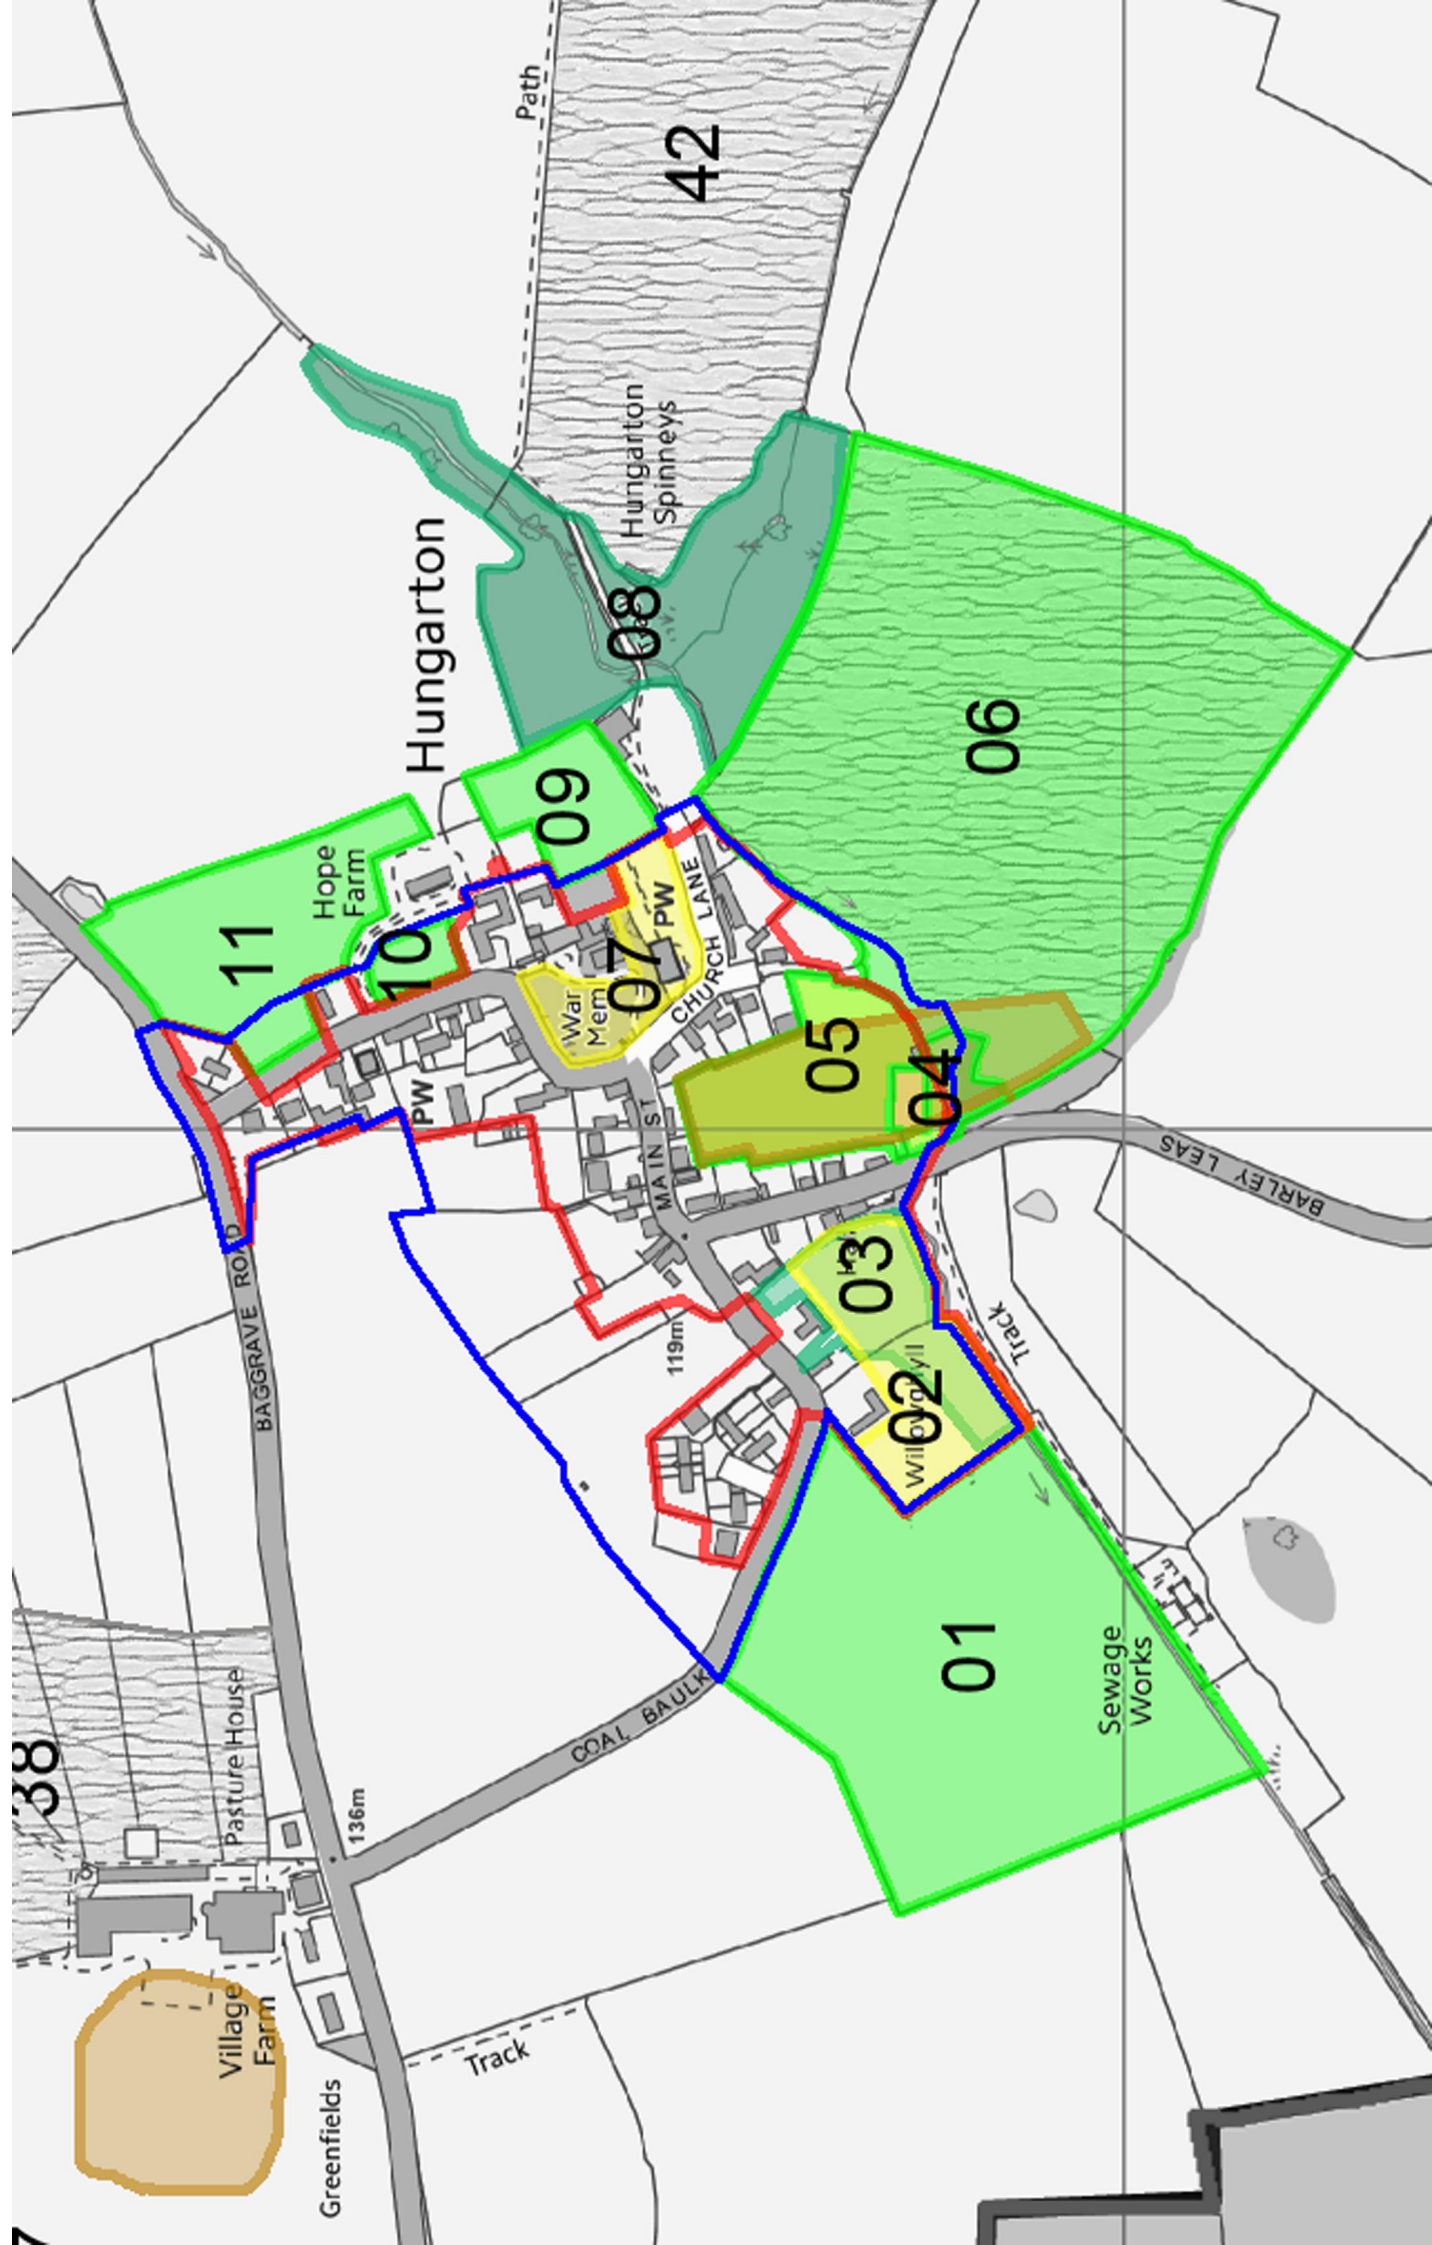 Path
42
Hungarton
Spinneys
Hungarton
08
06
09
Hope
Farm
11
10
PW
07
CHURCH LANE
War
Mem
05
04
PW
MAIN ST
BARLEY LEAS
03
119m
Track
02
BAGGRAVE ROAD
01
Sewage
Works
COAL BAULK
Pasture House
38
136m
Village
Farm
Track
Greenfields